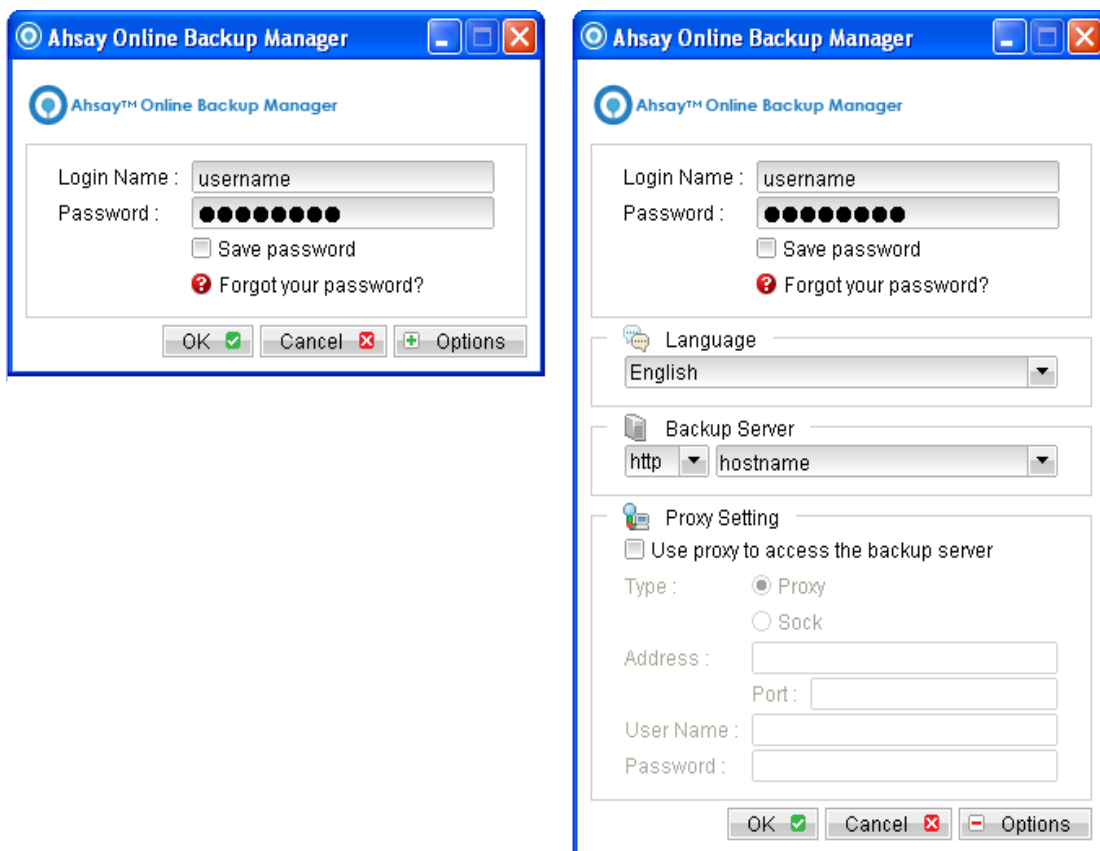 Ahsay Online Backup Manager
Ahsay™ Online Backup Manager
Login Name : username
Password : ●●●●●●●●
Save password
Forgot your password?
OK Cancel Options
Ahsay Online Backup Manager
Ahsay™ Online Backup Manager
Login Name : username
Password : ●●●●●●●●
Save password
Forgot your password?
Language
English
Backup Server
http hostname
Proxy Setting
Use proxy to access the backup server
Type : Proxy
Sock
Address :
Port :
User Name :
Password :
OK Cancel Options